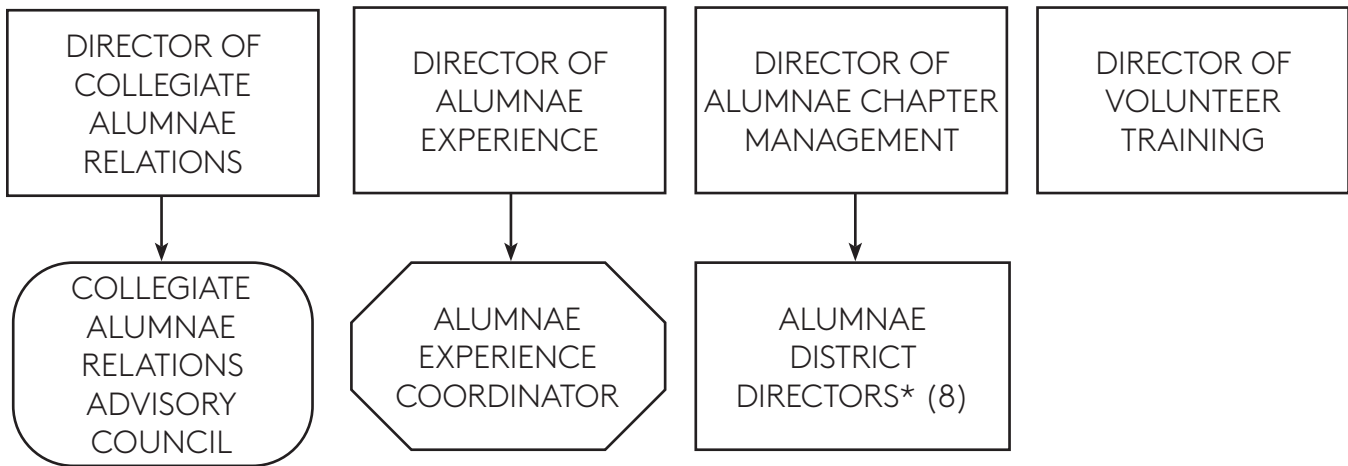 DIRECTOR OF
COLLEGIATE
ALUMNAE
RELATIONS
DIRECTOR OF
ALUMNAE
EXPERIENCE
DIRECTOR OF
ALUMNAE CHAPTER
MANAGEMENT
DIRECTOR OF
VOLUNTEER
TRAINING
COLLEGIATE
ALUMNAE
RELATIONS
ADVISORY
COUNCIL
ALUMNAE
EXPERIENCE
COORDINATOR
ALUMNAE
DISTRICT
DIRECTORS* (8)